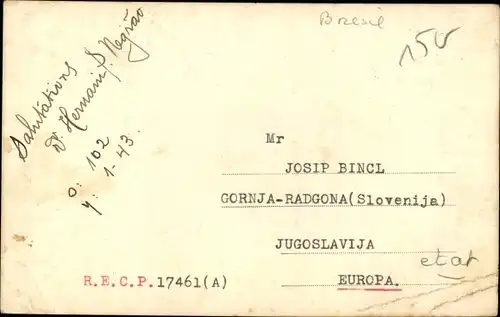 Bresil
150
Salutations
Dr Hernani S. Negrão
O: 102
Y: 1-43.
Mr
JOSIP BINCL
GORNJA-RADGONA(Slovenija)
JUGOSLAVIJA
etat
EUROPA.
R.E.C.P.17461(A)